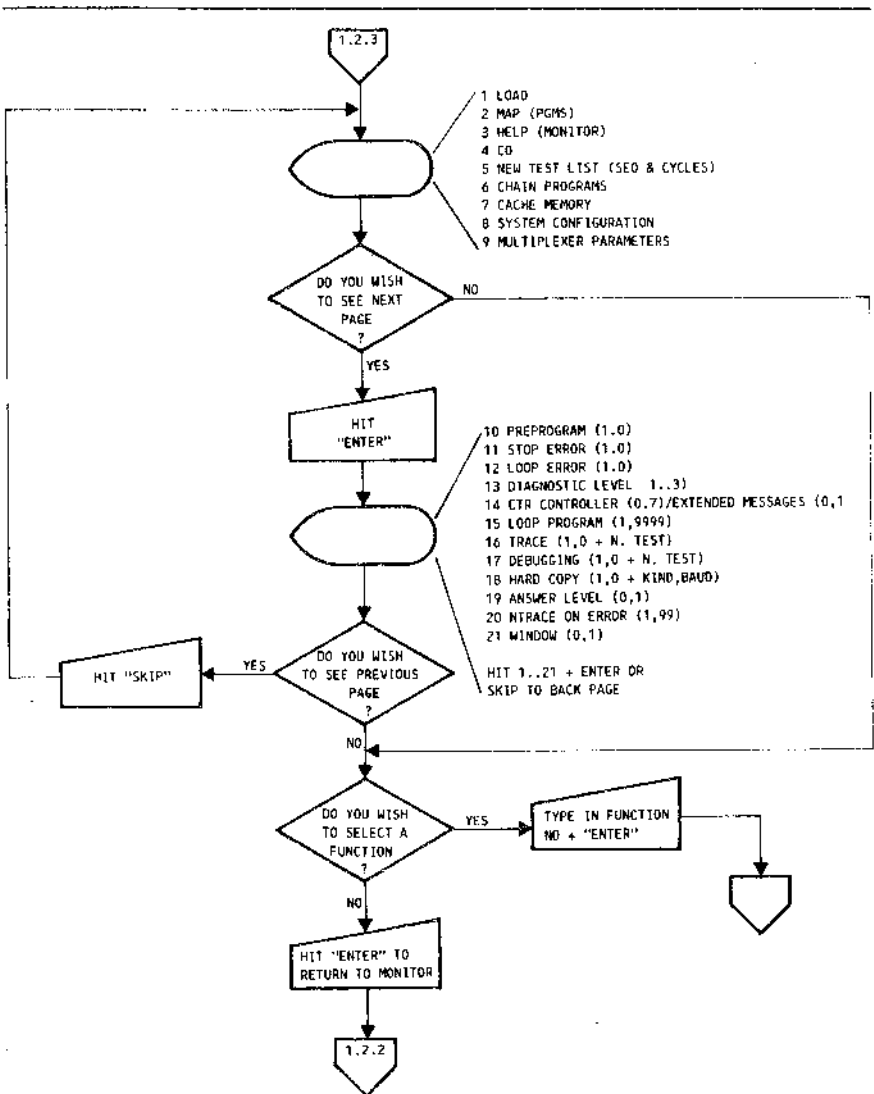 1.2.3
1 LOAD
2 MAP (PGMS)
3 HELP (MONITOR)
4 CO
5 NEW TEST LIST (SEQ & CYCLES)
6 CHAIN PROGRAMS
7 CACHE MEMORY
8 SYSTEM CONFIGURATION
9 MULTIPLEXER PARAMETERS
DO YOU WISH
TO SEE NEXT
PAGE
?
NO
YES
HIT
"ENTER"
10 PREPROGRAM (1.0)
11 STOP ERROR (1.0)
12 LOOP ERROR (1.0)
13 DIAGNOSTIC LEVEL 1..3)
14 CTR CONTROLLER (0.7)/EXTENDED MESSAGES (0,1
15 LOOP PROGRAM (1,9999)
16 TRACE (1,0 + N. TEST)
17 DEBUGGING (1,0 + N. TEST)
18 HARD COPY (1,0 + KIND,BAUD)
19 ANSWER LEVEL (0,1)
20 NTRACE ON ERROR (1,99)
21 WINDOW (0,1)
HIT 1..21 + ENTER OR
SKIP TO BACK PAGE
DO YOU WISH
TO SEE PREVIOUS
PAGE
?
YES
HIT "SKIP"
NO
DO YOU WISH
TO SELECT A
FUNCTION
?
YES
TYPE IN FUNCTION
NO + "ENTER"
NO
HIT "ENTER" TO
RETURN TO MONITOR
1.2.2